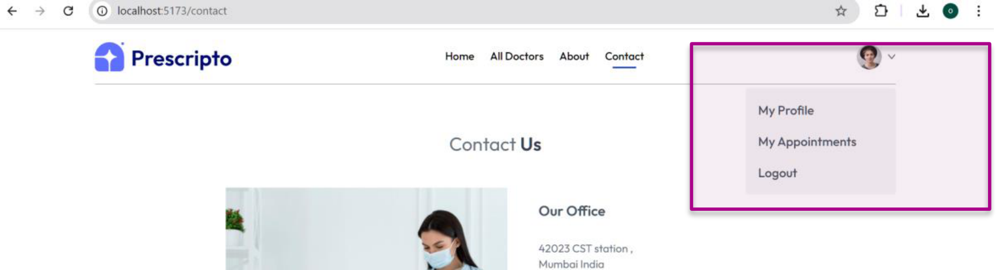 localhost:5173/contact
o
Prescripto
Home All Doctors About Contact
My Profile
My Appointments
Logout
Contact Us
Our Office
42023 CST station ,
Mumbai India